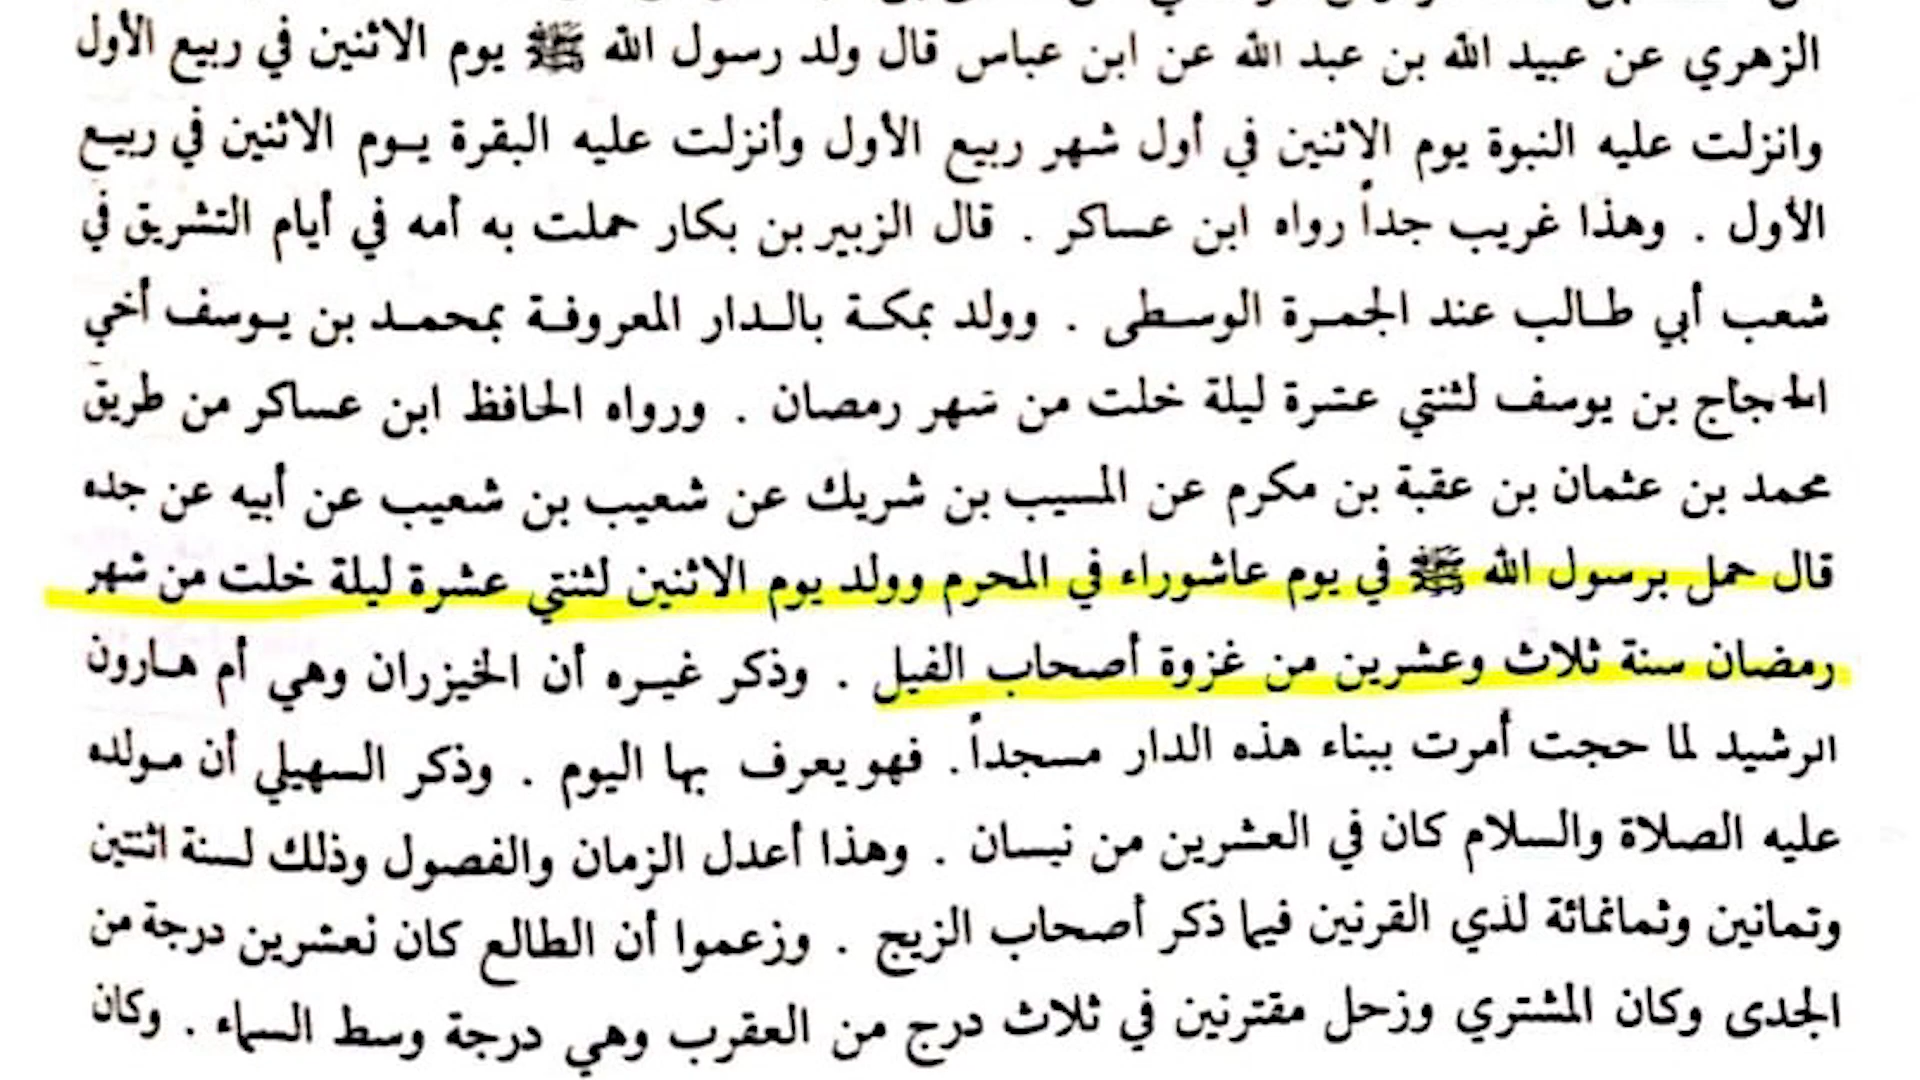 الزهري عن عبيد الله بن عبد الله عن ابن عباس قال ولد رسول الله ﷺ يوم الاثنين في ربيع الأول
وانزلت عليه النبوة يوم الاثنين في أول شهر ربيع الأول وأنزلت عليه البقرة يوم الاثنين في ربيع
الأول . وهذا غريب جداً رواه ابن عساكر . قال الزبير بن بكار حملت به أمه في أيام التشريق في
شعب أبي طالب عند الجمرة الوسطى . وولد بمكة بالدار المعروفة بمحمد بن يوسف أخي
الحجاج بن يوسف لثنتي عشرة ليلة خلت من شهر رمضان . ورواه الحافظ ابن عساكر من طريق
محمد بن عثمان بن عقبة بن مكرم عن المسيب بن شريك عن شعيب بن شعيب عن أبيه عن جده
قال حمل برسول الله ﷺ في يوم عاشوراء في المحرم وولد يوم الاثنين لثنتي عشرة ليلة خلت من شهر
رمضان سنة ثلاث وعشرين من غزوة أصحاب الفيل . وذكر غيره أن الخيزران وهي أم هارون
الرشيد لما حجت أمرت ببناء هذه الدار مسجداً . فهو يعرف بها اليوم . وذكر السهيلي أن مولده
عليه الصلاة والسلام كان في العشرين من نيسان . وهذا أعدل الزمان والفصول وذلك لسنة اثنتين
وثمانين وثمانمائة لذي القرنين فيما ذكر أصحاب الزيج . وزعموا أن الطالع كان لعشرين درجة من
الجدى وكان المشتري وزحل مقترنين في ثلاث درج من العقرب وهي درجة وسط السماء . وكان